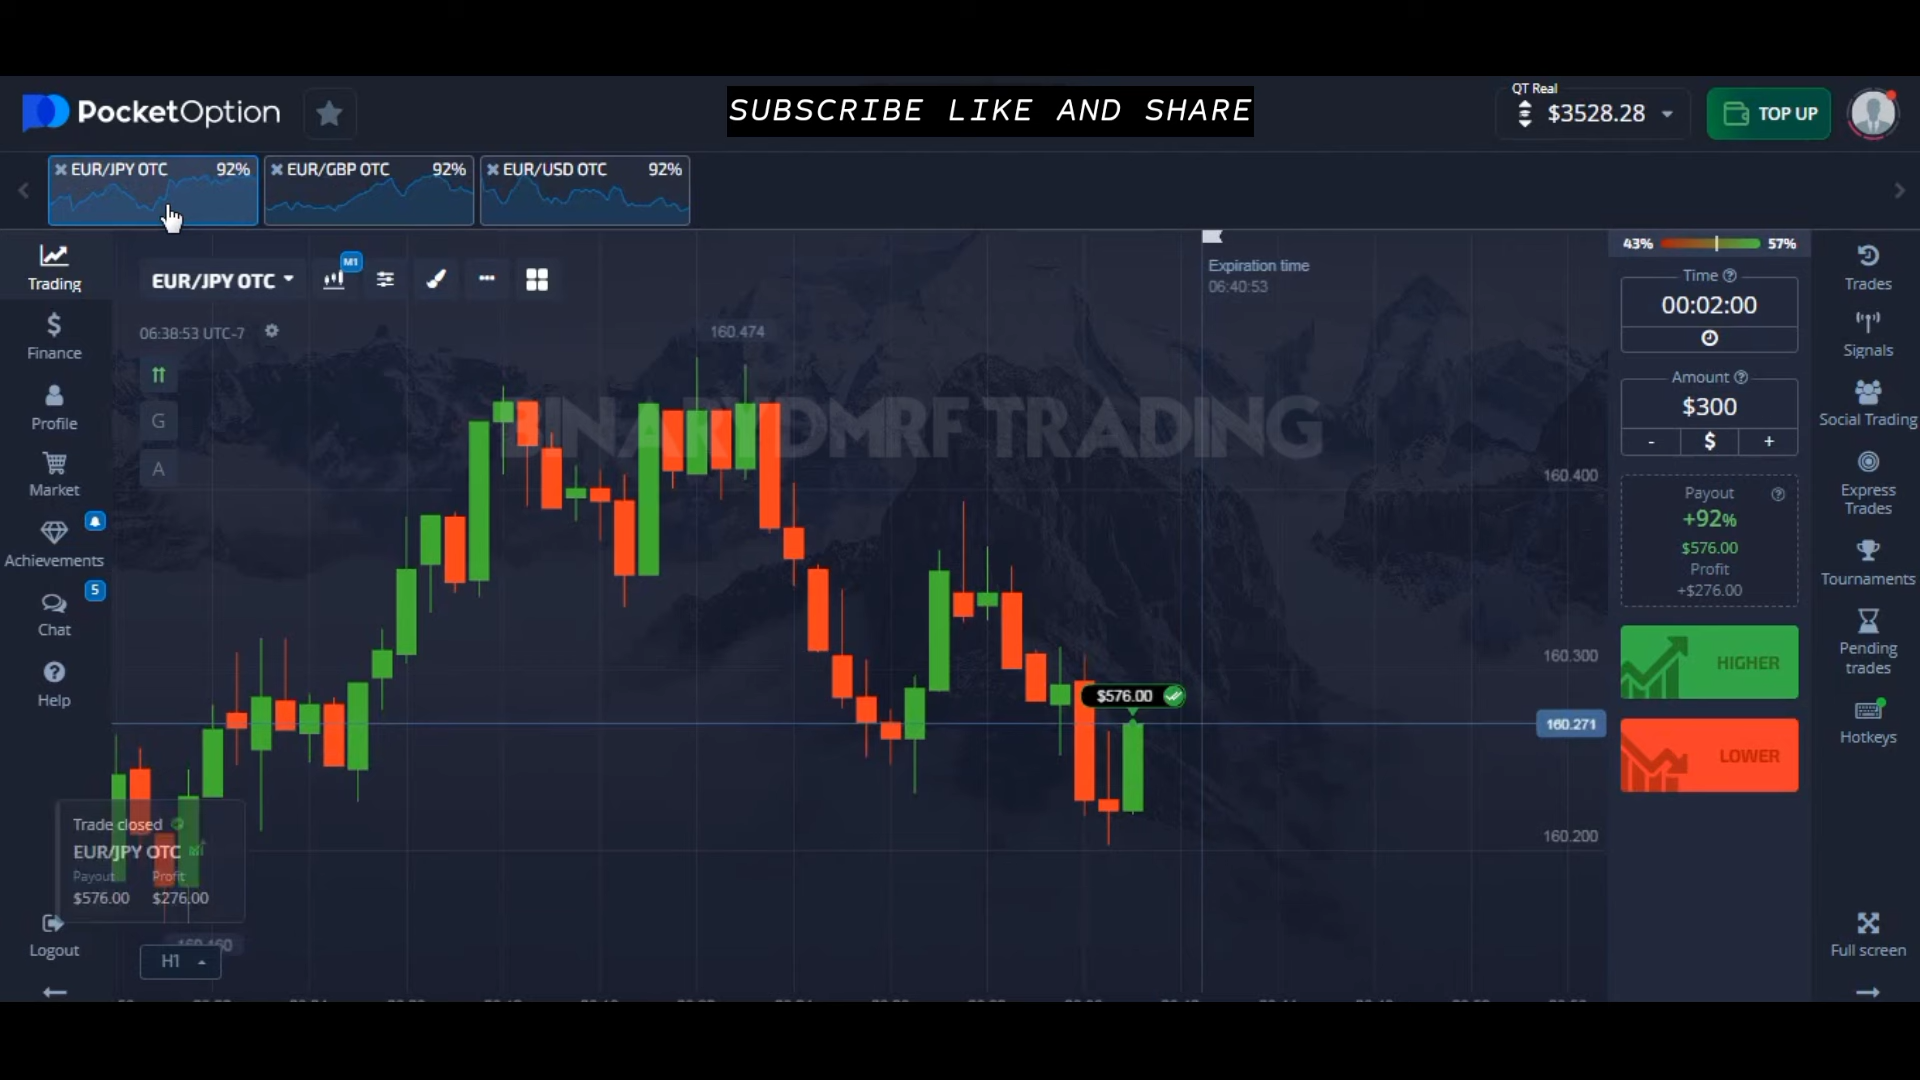 SUBSCRIBE LIKE AND SHARE
PocketOption
QT Real
$3528.28
TOP UP
EUR/JPY OTC 92%
EUR/GBP OTC 92%
EUR/USD OTC 92%
Trading
Finance
Profile
Market
Achievements
Chat
5
Help
Logout
EUR/JPY OTC
M1
06:38:53 UTC-7
G
A
160.474
BINARYDMRF TRADING
Expiration time
06:40:53
160.400
160.300
160.271
160.200
$576.00
Trade closed
EUR/JPY OTC
Payout Profit
$576.00 $276.00
H1
43% 57%
Time
00:02:00
Amount
$300
- $ +
Payout
+92%
$576.00
Profit
+$276.00
HIGHER
LOWER
Trades
Signals
Social Trading
Express
Trades
Tournaments
Pending
trades
Hotkeys
Full screen